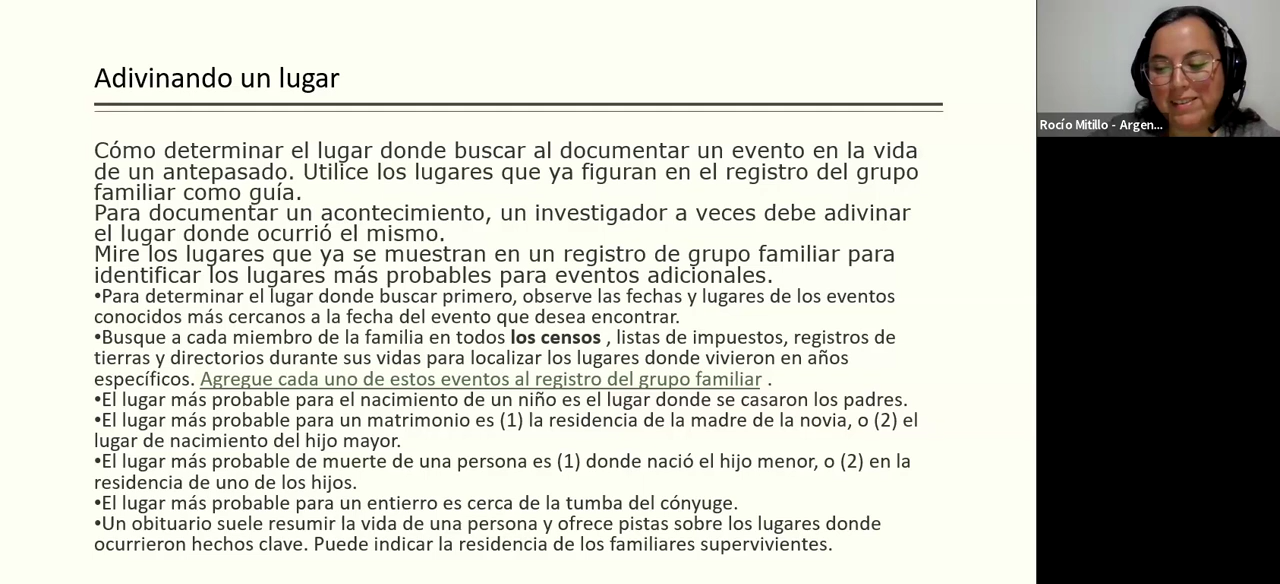 Adivinando un lugar
Cómo determinar el lugar donde buscar al documentar un evento en la vida
de un antepasado. Utilice los lugares que ya figuran en el registro del grupo
familiar como guía.
Para documentar un acontecimiento, un investigador a veces debe adivinar
el lugar donde ocurrió el mismo.
Mire los lugares que ya se muestran en un registro de grupo familiar para
identificar los lugares más probables para eventos adicionales.
•Para determinar el lugar donde buscar primero, observe las fechas y lugares de los eventos
conocidos más cercanos a la fecha del evento que desea encontrar.
•Busque a cada miembro de la familia en todos los censos , listas de impuestos, registros de
tierras y directorios durante sus vidas para localizar los lugares donde vivieron en años
específicos. Agregue cada uno de estos eventos al registro del grupo familiar .
•El lugar más probable para el nacimiento de un niño es el lugar donde se casaron los padres.
•El lugar más probable para un matrimonio es (1) la residencia de la madre de la novia, o (2) el
lugar de nacimiento del hijo mayor.
•El lugar más probable de muerte de una persona es (1) donde nació el hijo menor, o (2) en la
residencia de uno de los hijos.
•El lugar más probable para un entierro es cerca de la tumba del cónyuge.
•Un obituario suele resumir la vida de una persona y ofrece pistas sobre los lugares donde
ocurrieron hechos clave. Puede indicar la residencia de los familiares supervivientes.
Rocío Mitillo - Argen...